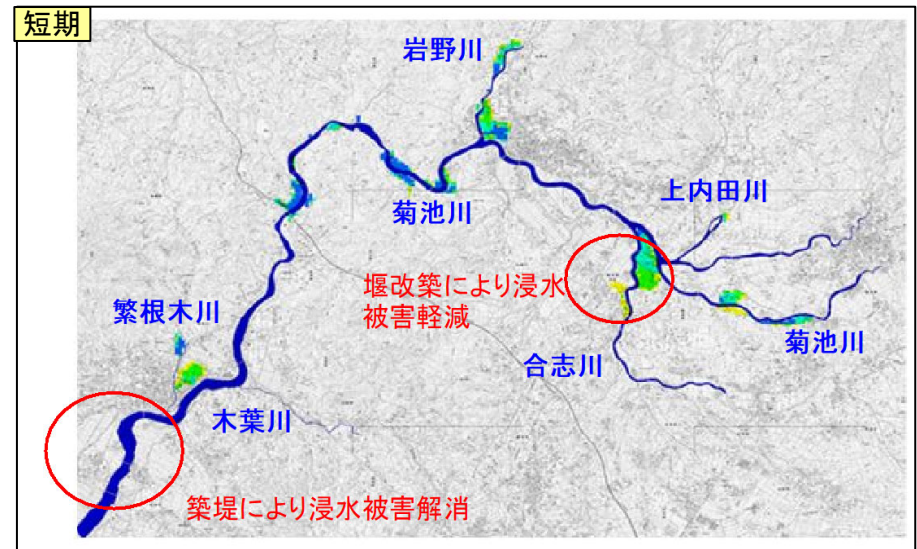 短期
岩野川
上内田川
菊池川
堰改築により浸水
被害軽減
繁根木川
菊池川
合志川
木葉川
築堤により浸水被害解消